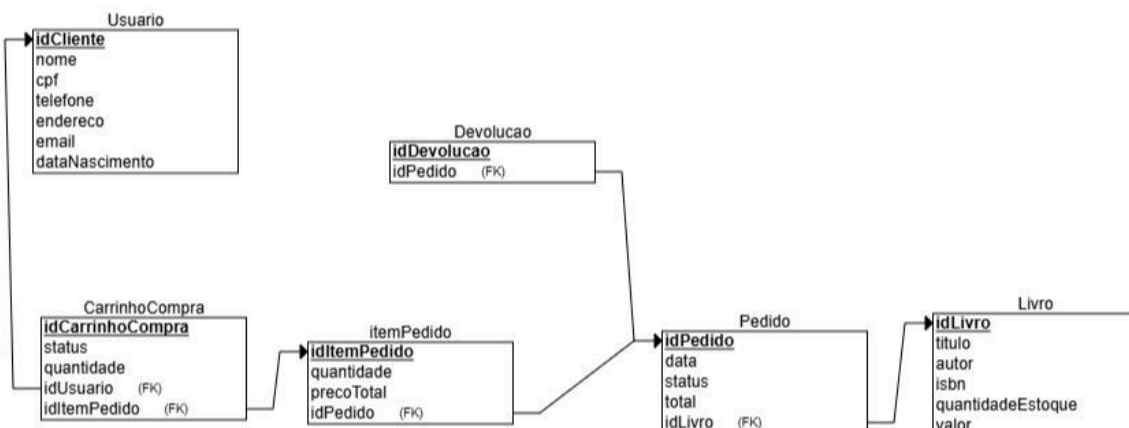 Usuario
idCliente
nome
cpf
telefone
endereco
email
dataNascimento
Devolucao
idDevolucao
idPedido (FK)
CarrinhoCompra
idCarrinhoCompra
status
quantidade
idUsuario (FK)
idItemPedido (FK)
itemPedido
idItemPedido
quantidade
precoTotal
idPedido (FK)
Pedido
idPedido
data
status
total
idLivro (FK)
Livro
idLivro
titulo
autor
isbn
quantidadeEstoque
valor